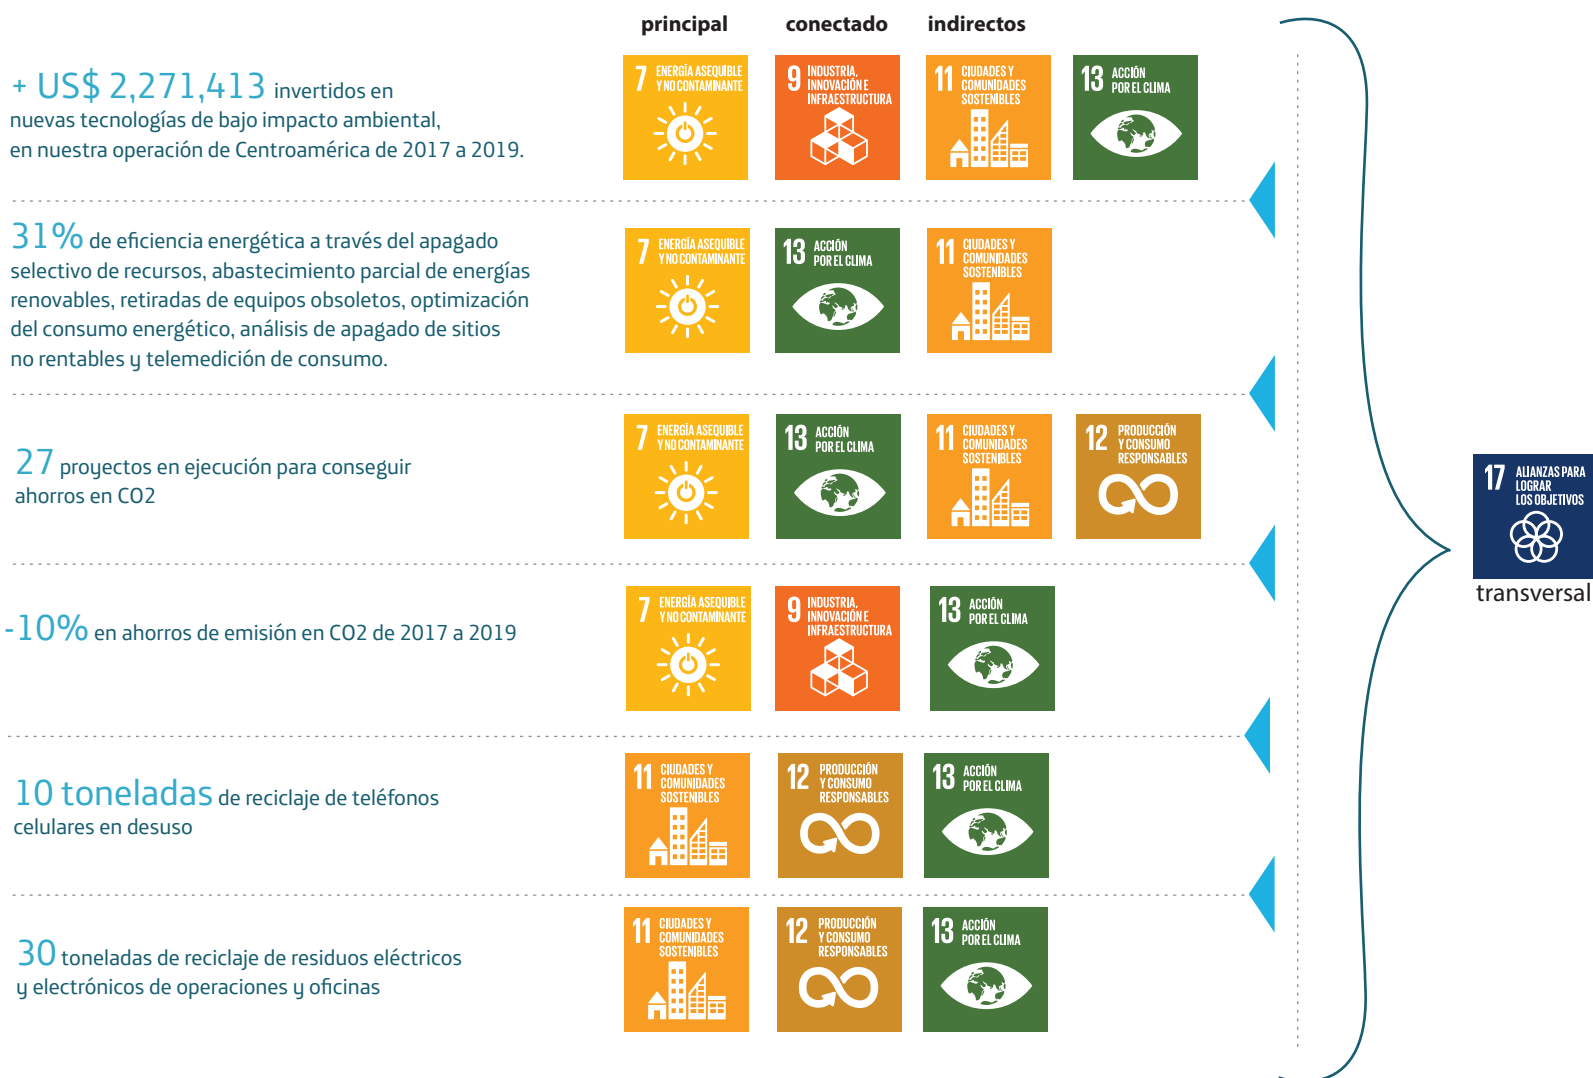 principal conectado indirectos
+ US$ 2,271,413 invertidos en
nuevas tecnologías de bajo impacto ambiental,
en nuestra operación de Centroamérica de 2017 a 2019.
7 ENERGÍA ASEQUIBLE
Y NO CONTAMINANTE
9 INDUSTRIA,
INNOVACIÓN E
INFRAESTRUCTURA
11 CIUDADES Y
COMUNIDADES
SOSTENIBLES
13 ACCIÓN
POR EL CLIMA
31% de eficiencia energética a través del apagado
selectivo de recursos, abastecimiento parcial de energías
renovables, retiradas de equipos obsoletos, optimización
del consumo energético, análisis de apagado de sitios
no rentables y telemedición de consumo.
7 ENERGÍA ASEQUIBLE
Y NO CONTAMINANTE
13 ACCIÓN
POR EL CLIMA
11 CIUDADES Y
COMUNIDADES
SOSTENIBLES
27 proyectos en ejecución para conseguir
ahorros en CO2
7 ENERGÍA ASEQUIBLE
Y NO CONTAMINANTE
13 ACCIÓN
POR EL CLIMA
11 CIUDADES Y
COMUNIDADES
SOSTENIBLES
12 PRODUCCIÓN
Y CONSUMO
RESPONSABLES
17 ALIANZAS PARA
LOGRAR
LOS OBJETIVOS
transversal
-10% en ahorros de emisión en CO2 de 2017 a 2019
7 ENERGÍA ASEQUIBLE
Y NO CONTAMINANTE
9 INDUSTRIA,
INNOVACIÓN E
INFRAESTRUCTURA
13 ACCIÓN
POR EL CLIMA
10 toneladas de reciclaje de teléfonos
celulares en desuso
11 CIUDADES Y
COMUNIDADES
SOSTENIBLES
12 PRODUCCIÓN
Y CONSUMO
RESPONSABLES
13 ACCIÓN
POR EL CLIMA
30 toneladas de reciclaje de residuos eléctricos
y electrónicos de operaciones y oficinas
11 CIUDADES Y
COMUNIDADES
SOSTENIBLES
12 PRODUCCIÓN
Y CONSUMO
RESPONSABLES
13 ACCIÓN
POR EL CLIMA